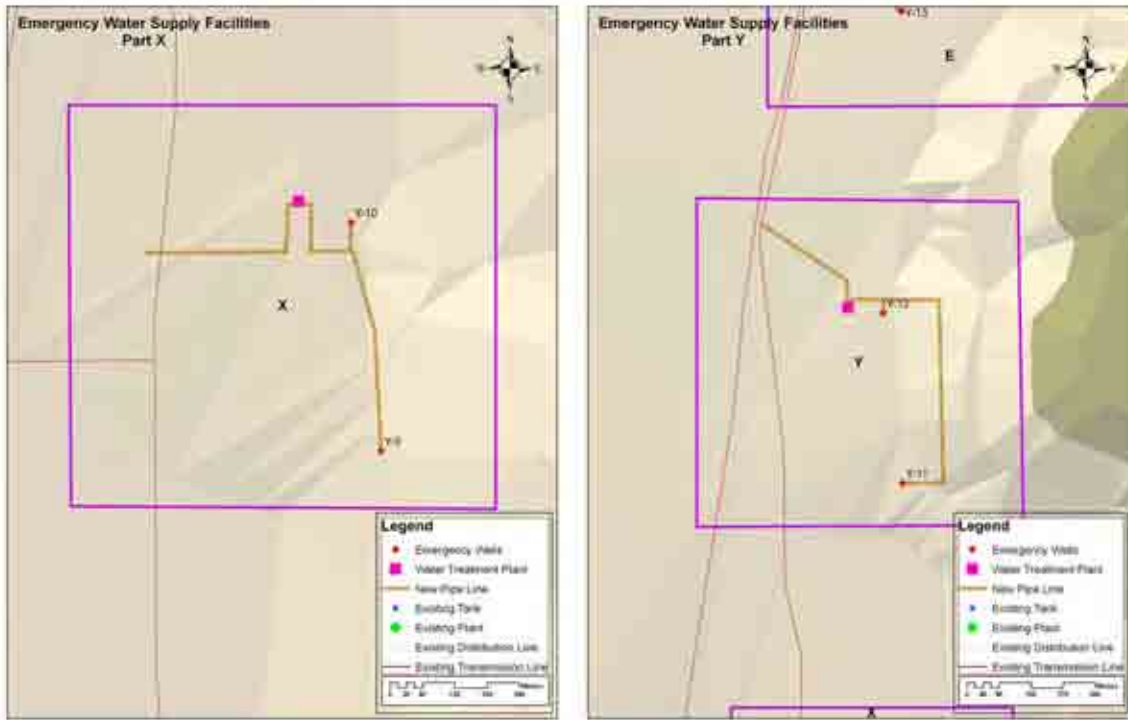 Emergency Water Supply Facilities
Part X
N
Y-10
X
Y-9
Legend
Emergency Wells
Water Treatment Plant
New Pipe Line
Existing Tank
Existing Plant
Existing Distribution Line
Existing Transmission Line
Emergency Water Supply Facilities
Part Y
Y-13
E
N
Y-12
Y
Y-11
X
Legend
Emergency Wells
Water Treatment Plant
New Pipe Line
Existing Tank
Existing Plant
Existing Distribution Line
Existing Transmission Line